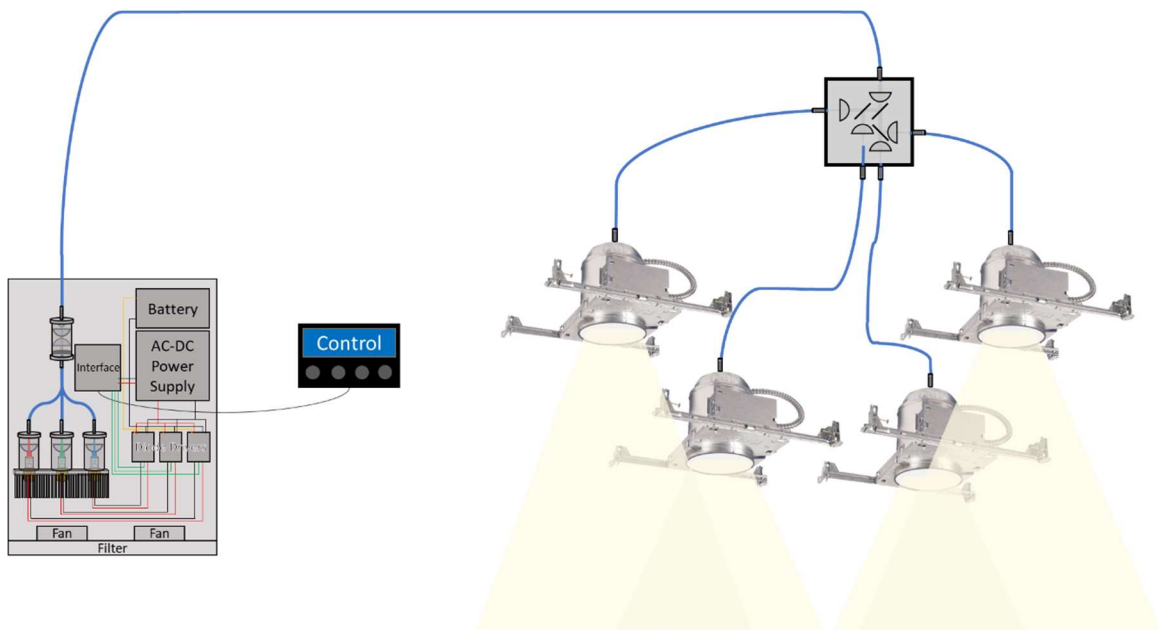 Battery
AC-DC
Power
Supply
Interface
Control
Fan
Fan
Filter